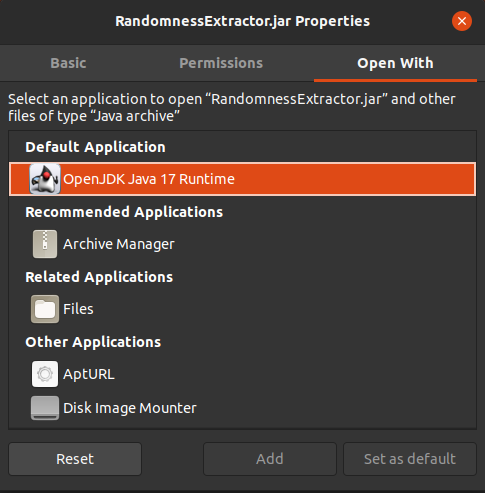 RandomnessExtractor.jar Properties
Basic Permissions Open With
Select an application to open “RandomnessExtractor.jar” and other
files of type “Java archive”
Default Application
OpenJDK Java 17 Runtime
Recommended Applications
Archive Manager
Related Applications
Files
Other Applications
AptURL
Disk Image Mounter
Reset Add Set as default